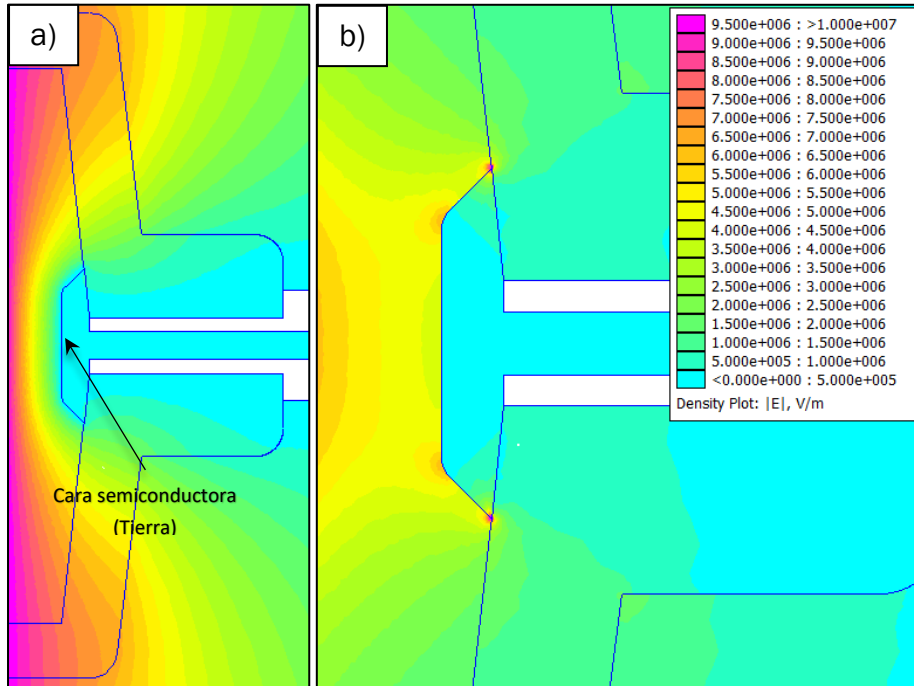 a)
b)
9.500e+006 : >1.000e+007
9.000e+006 : 9.500e+006
8.500e+006 : 9.000e+006
8.000e+006 : 8.500e+006
7.500e+006 : 8.000e+006
7.000e+006 : 7.500e+006
6.500e+006 : 7.000e+006
6.000e+006 : 6.500e+006
5.500e+006 : 6.000e+006
5.000e+006 : 5.500e+006
4.500e+006 : 5.000e+006
4.000e+006 : 4.500e+006
3.500e+006 : 4.000e+006
3.000e+006 : 3.500e+006
2.500e+006 : 3.000e+006
2.000e+006 : 2.500e+006
1.500e+006 : 2.000e+006
1.000e+006 : 1.500e+006
5.000e+005 : 1.000e+006
<0.000e+000 : 5.000e+005
Density Plot: |E|, V/m
Cara semiconductora
(Tierra)